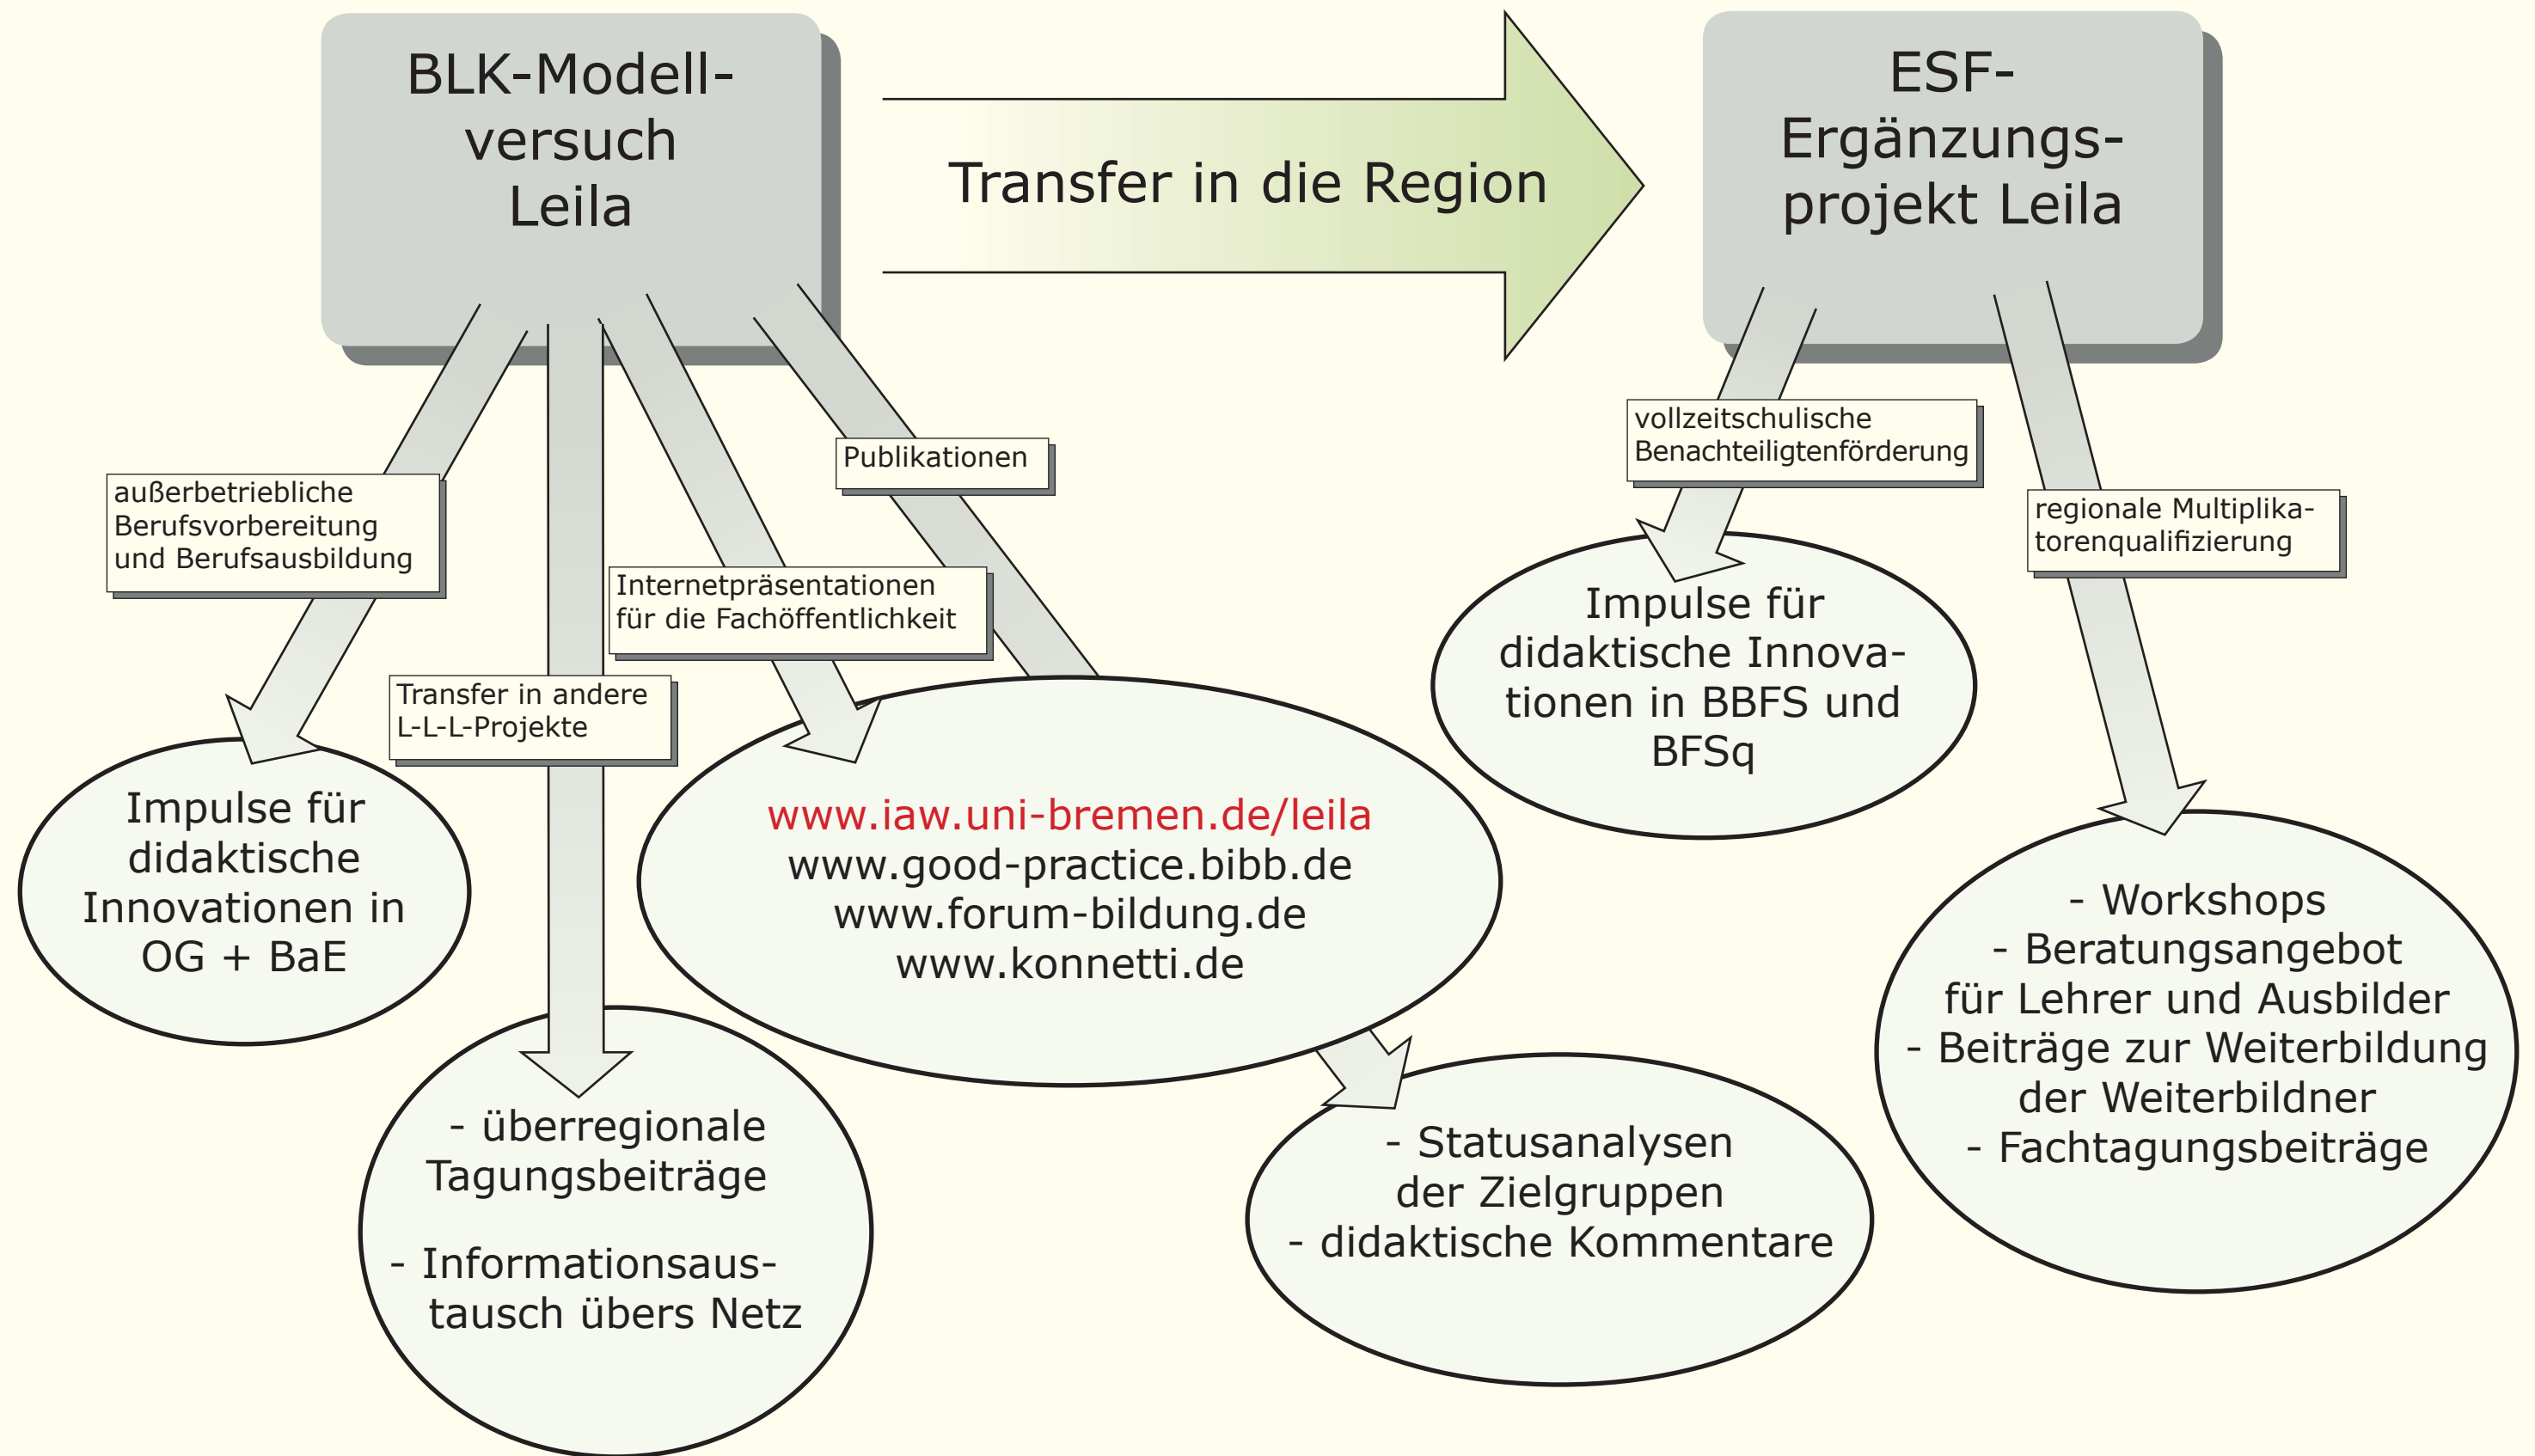 BLK-Modell-
versuch
Leila
Transfer in die Region
ESF-
Ergänzungs-
projekt Leila
außerbetriebliche
Berufsvorbereitung
und Berufsausbildung
Transfer in andere
L-L-L-Projekte
Internetpräsentationen
für die Fachöffentlichkeit
Publikationen
vollzeitschulische
Benachteiligtenförderung
regionale Multiplika-
torenqualifizierung
Impulse für
didaktische
Innovationen in
OG + BaE
- überregionale
Tagungsbeiträge
- Informationsaus-
tausch übers Netz
www.iaw.uni-bremen.de/leila
www.good-practice.bibb.de
www.forum-bildung.de
www.konnetti.de
- Statusanalysen
der Zielgruppen
- didaktische Kommentare
Impulse für
didaktische Innova-
tionen in BBFS und
BFSq
- Workshops
- Beratungsangebot
für Lehrer und Ausbilder
- Beiträge zur Weiterbildung
der Weiterbildner
- Fachtagungsbeiträge